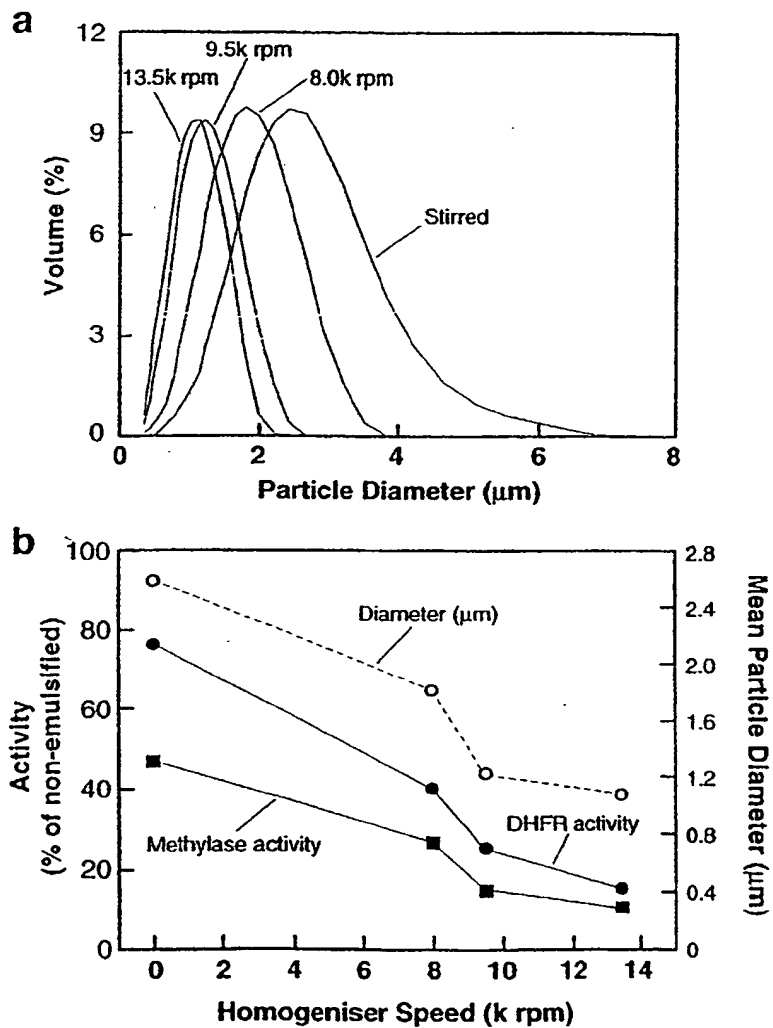 a
12
9
6
3
0
Volume (%)
13.5k rpm
9.5k rpm
8.0k rpm
Stirred
0 2 4 6 8
Particle Diameter (μm)
b
100
80
60
40
20
0
Activity
(% of non-emulsified)
Diameter (μm)
Methylase activity
DHFR activity
2.8
2.4
2.0
1.6
1.2
0.8
0.4
0
Mean Particle
Diameter (μm)
0 2 4 6 8 10 12 14
Homogeniser Speed (k rpm)